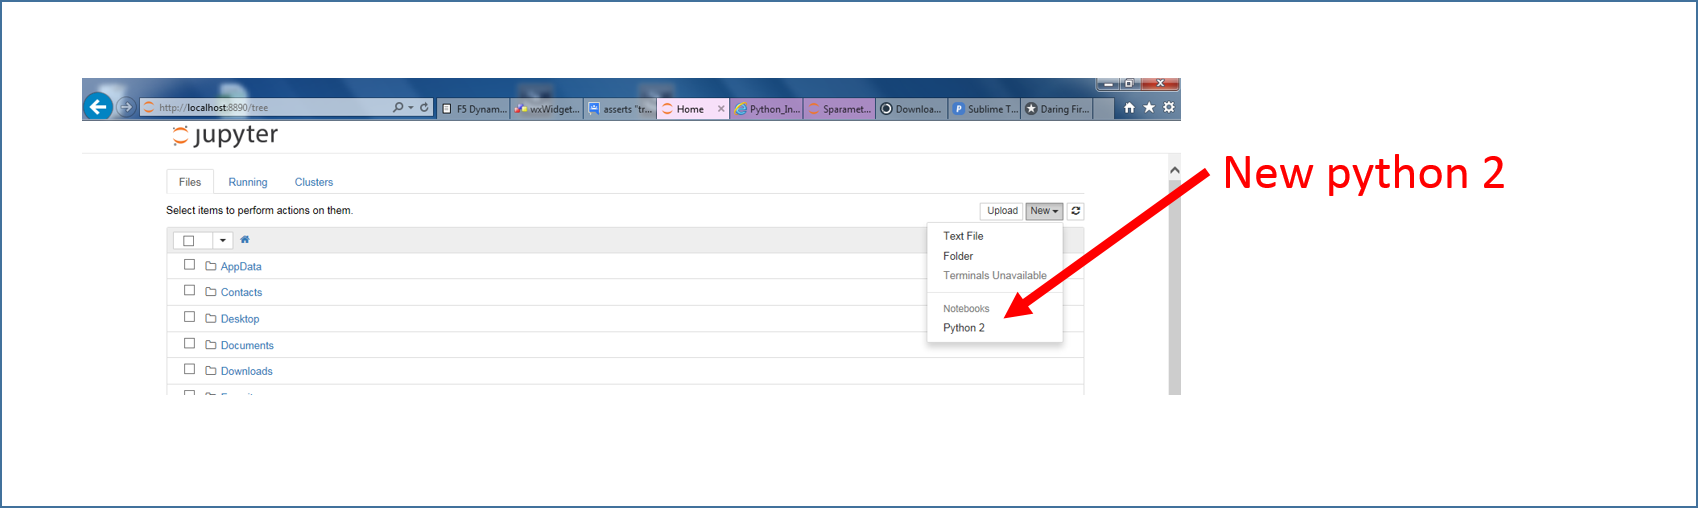 http://localhost:8890/tree
F5 Dynam...
wxWidget...
asserts "tr...
Home
Python_In...
Sparamet...
Downloa...
Sublime T...
Daring Fir...
jupyter
New python 2
Files
Running
Clusters
Select items to perform actions on them.
Upload
New
Text File
Folder
Terminals Unavailable
Notebooks
Python 2
AppData
Contacts
Desktop
Documents
Downloads